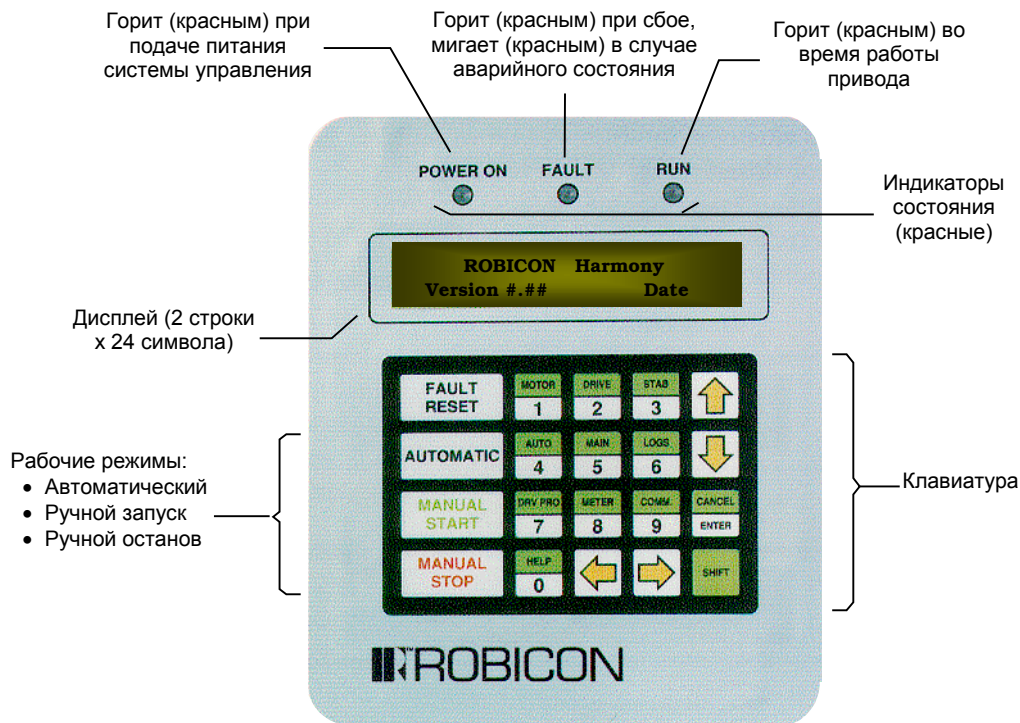 Горит (красным) при
подаче питания
системы управления
Горит (красным) при сбое,
мигает (красным) в случае
аварийного состояния
Горит (красным) во
время работы
привода
POWER ON
FAULT
RUN
Индикаторы
состояния
(красные)
ROBICON Harmony
Version #.## Date
Дисплей (2 строки
х 24 символа)
FAULT
RESET
MOTOR
1
DRIVE
2
STAB
3
AUTOMATIC
AUTO
4
MAIN
5
LOGS
6
Рабочие режимы:
• Автоматический
• Ручной запуск
• Ручной останов
Клавиатура
MANUAL
START
DRV PRO
7
METER
8
COMM.
9
CANCEL
ENTER
MANUAL
STOP
HELP
0
SHIFT
ROBICON